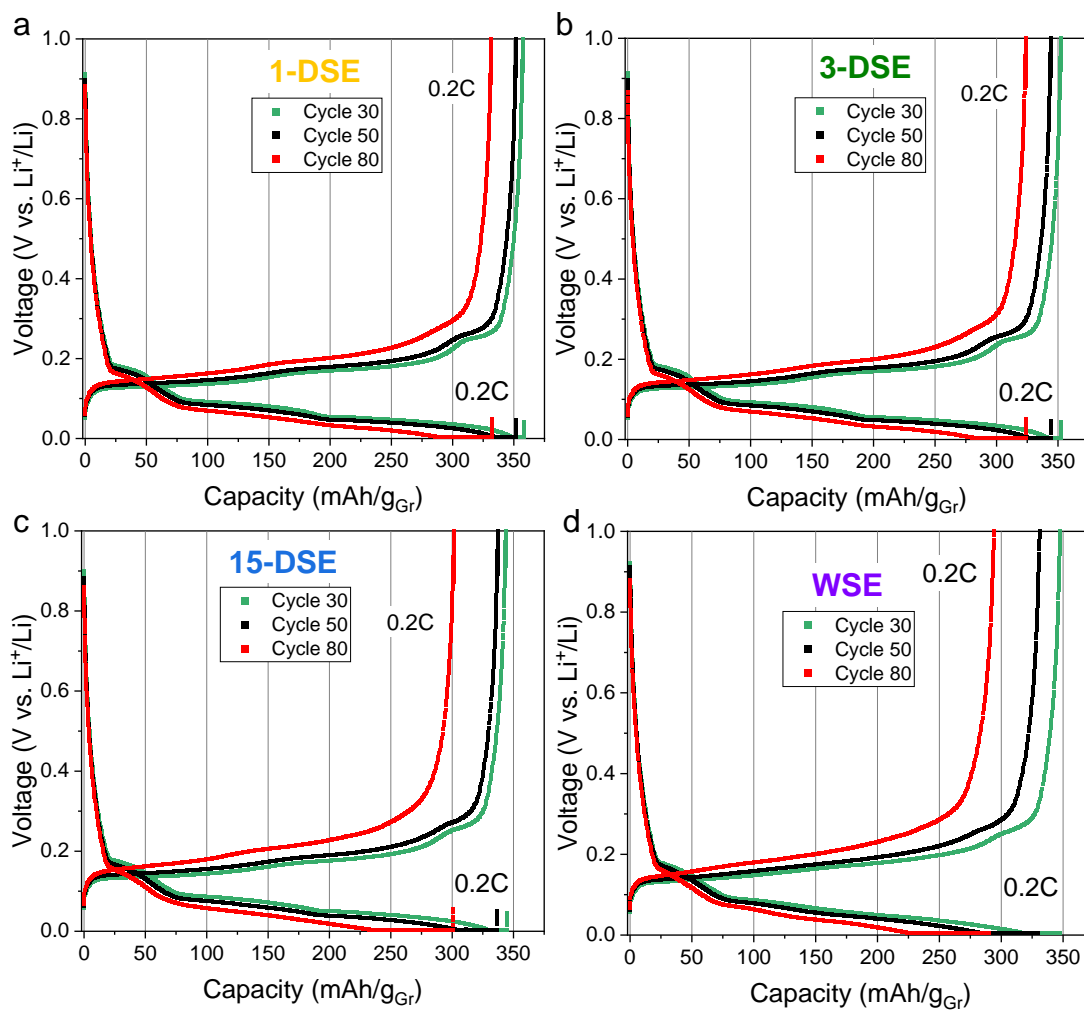 a
1-DSE
0.2C
Cycle 30
Cycle 50
Cycle 80
0.2C
Voltage (V vs. Li⁺/Li)
1.0
0.8
0.6
0.4
0.2
0.0
0 50 100 150 200 250 300 350
Capacity (mAh/gGr)
b
3-DSE
0.2C
Cycle 30
Cycle 50
Cycle 80
0.2C
Voltage (V vs. Li⁺/Li)
1.0
0.8
0.6
0.4
0.2
0.0
0 50 100 150 200 250 300 350
Capacity (mAh/gGr)
c
15-DSE
Cycle 30
Cycle 50
Cycle 80
0.2C
0.2C
Voltage (V vs. Li⁺/Li)
1.0
0.8
0.6
0.4
0.2
0.0
0 50 100 150 200 250 300 350
Capacity (mAh/gGr)
d
0.2C
WSE
Cycle 30
Cycle 50
Cycle 80
0.2C
Voltage (V vs. Li⁺/Li)
1.0
0.8
0.6
0.4
0.2
0.0
0 50 100 150 200 250 300 350
Capacity (mAh/gGr)